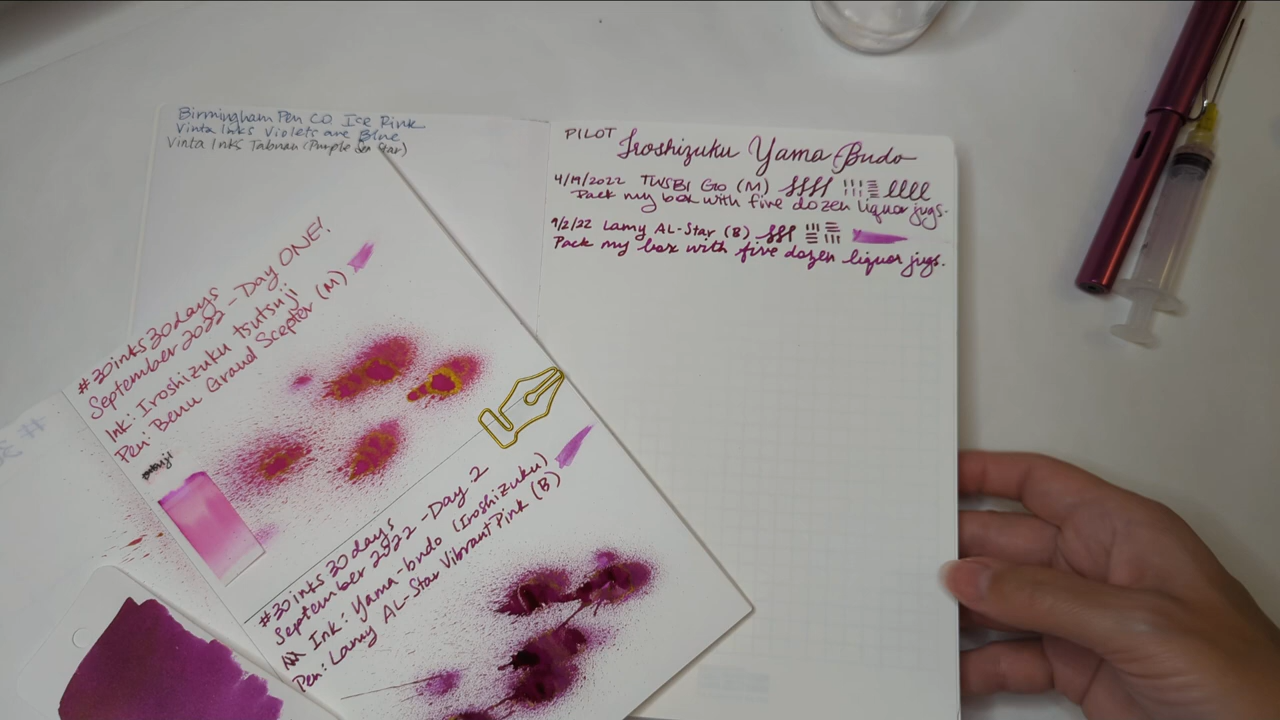 Birmingham Pen Co Ice Rink
Vinta Inks Violets are Blue
Vinta Inks Tabnau (Purple Sea Star)
PILOT Iroshizuku Yama Budo
4/19/2022 TWSBI Go (M)
Pack my box with five dozen liquor jugs.
9/2/22 Lamy AL-Star (B)
Pack my box with five dozen liquor jugs.
#30inks30days
September 2022 - Day ONE!
Ink: Iroshizuku tsutsuji
Pen: Benu Grand Scepter (M)
#30inks30days
September 2022 - Day 2
Ink: Yama-budo (Iroshizuku)
Pen: Lamy AL-Star Vibrant Pink (B)